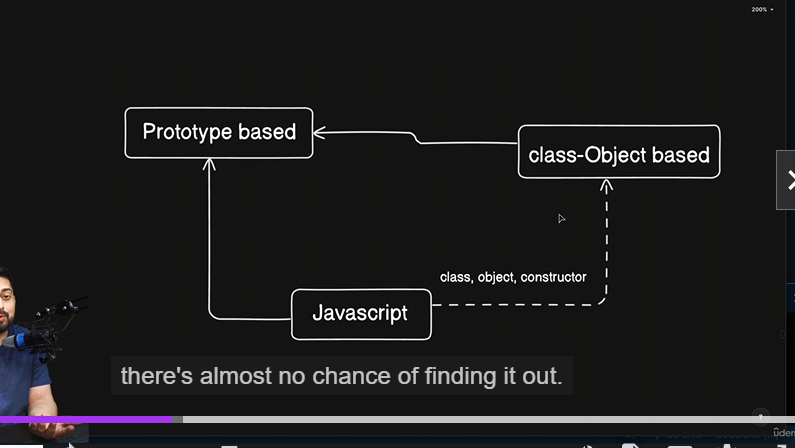 200%
Prototype based
class-Object based
class, object, constructor
Javascript
there's almost no chance of finding it out.